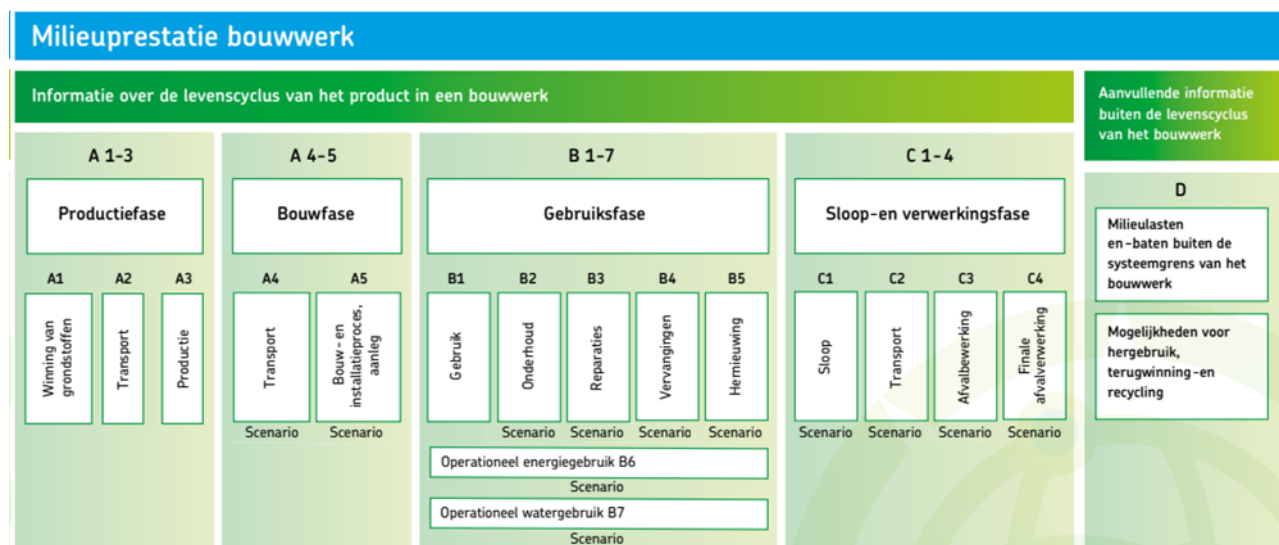 Milieuprestatie bouwwerk
Informatie over de levenscyclus van het product in een bouwwerk
Aanvullende informatie
buiten de levenscyclus
van het bouwwerk
A 1-3
A 4-5
B 1-7
C 1-4
D
Productiefase
Bouwfase
Gebruiksfase
Sloop-en verwerkingsfase
Milieulasten
en -baten buiten de
systeemgrens van het
bouwwerk
A1
A2
A3
A4
A5
B1
B2
B3
B4
B5
C1
C2
C3
C4
Winning van
grondstoffen
Transport
Productie
Transport
Bouw- en
installatieproces,
aanleg
Gebruik
Onderhoud
Reparaties
Vervangingen
Hernieuwing
Sloop
Transport
Afvalbewerking
Finale
afvalverwerking
Mogelijkheden voor
hergebruik,
terugwinning-en
recycling
Scenario
Scenario
Scenario
Scenario
Scenario
Scenario
Scenario
Scenario
Scenario
Scenario
Operationeel energiegebruik B6
Scenario
Operationeel watergebruik B7
Scenario